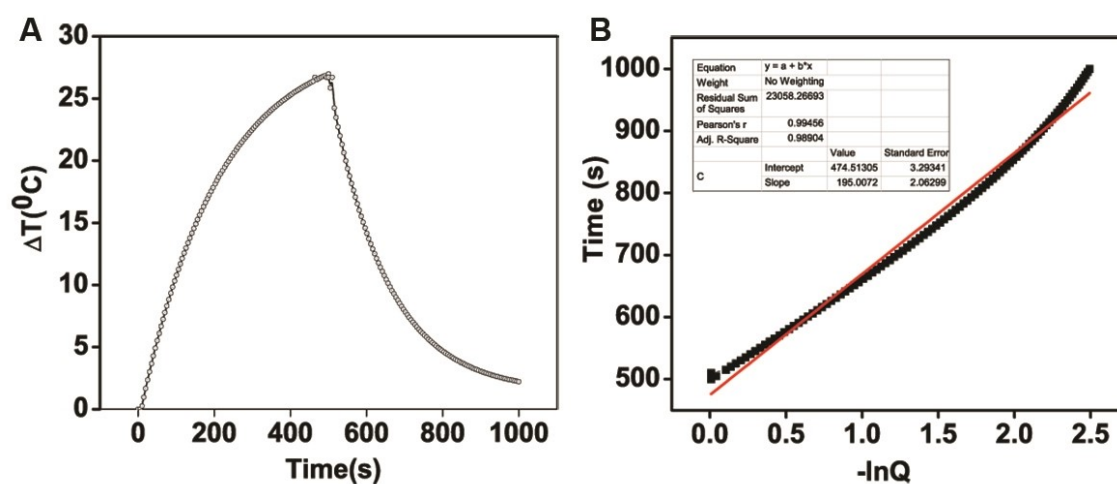 A
30
25
20
15
10
5
0
ΔT(⁰C)
0 200 400 600 800 1000
Time(s)
B
1000
900
800
700
600
500
Time (s)
Equation y = a + b*x
Weight No Weighting
Residual Sum of Squares 23058.26693
Pearson's r 0.99456
Adj. R-Square 0.98904
Value Standard Error
C Intercept 474.51305 3.29341
Slope 195.0072 2.06299
0.0 0.5 1.0 1.5 2.0 2.5
-lnQ